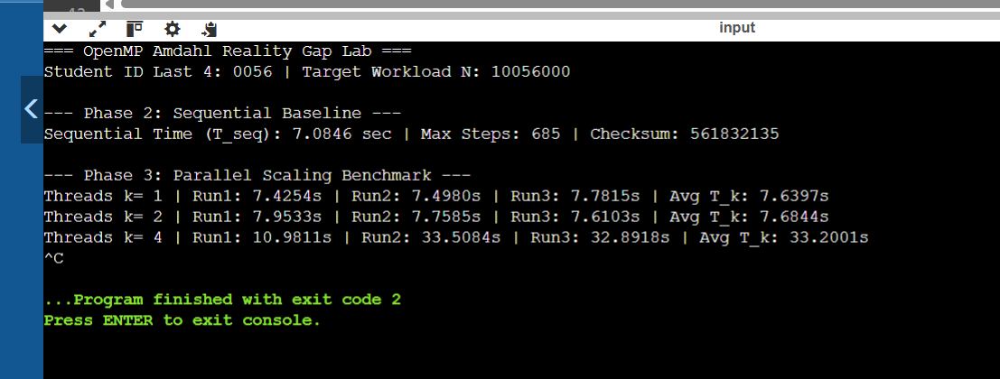 input
=== OpenMP Amdahl Reality Gap Lab ===
Student ID Last 4: 0056 | Target Workload N: 10056000
--- Phase 2: Sequential Baseline ---
Sequential Time (T_seq): 7.0846 sec | Max Steps: 685 | Checksum: 561832135
--- Phase 3: Parallel Scaling Benchmark ---
Threads k= 1 | Run1: 7.4254s | Run2: 7.4980s | Run3: 7.7815s | Avg T_k: 7.6397s
Threads k= 2 | Run1: 7.9533s | Run2: 7.7585s | Run3: 7.6103s | Avg T_k: 7.6844s
Threads k= 4 | Run1: 10.9811s | Run2: 33.5084s | Run3: 32.8918s | Avg T_k: 33.2001s
^C
...Program finished with exit code 2
Press ENTER to exit console.